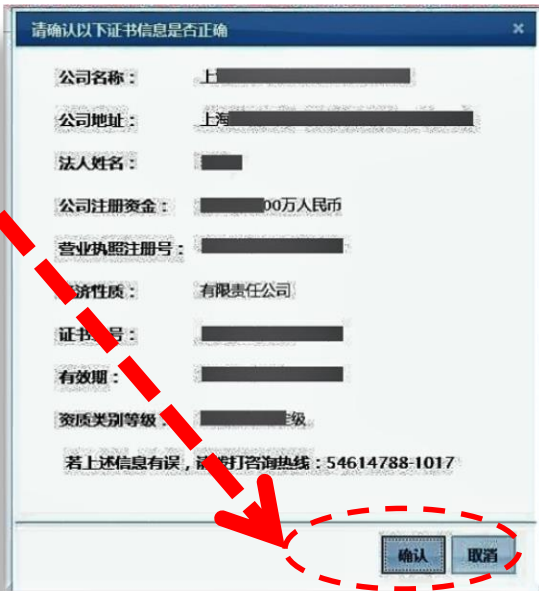 请确认以下证书信息是否正确
公司名称：上
公司地址：上海
法人姓名：
公司注册资金：00万人民币
营业执照注册号：
济性质：有限责任公司
证书号：
有效期：
资质类别等级：级
若上述信息有误，请拨打咨询热线：54614788-1017
确认 取消